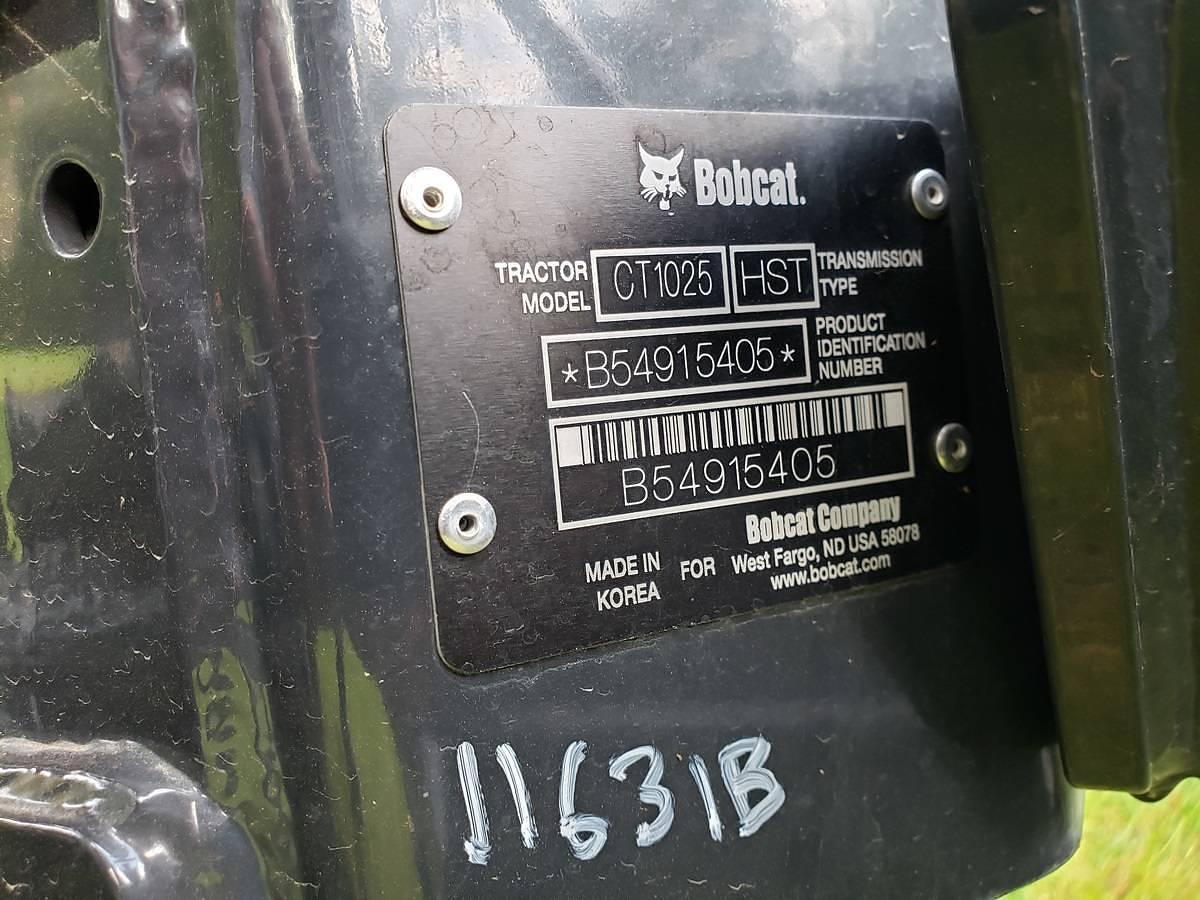 Bobcat.
TRACTOR MODEL CT1025 HST TRANSMISSION TYPE
*B54915405* PRODUCT IDENTIFICATION NUMBER
B54915405
Bobcat Company
MADE IN KOREA FOR West Fargo, ND USA 58078
www.bobcat.com
11631B